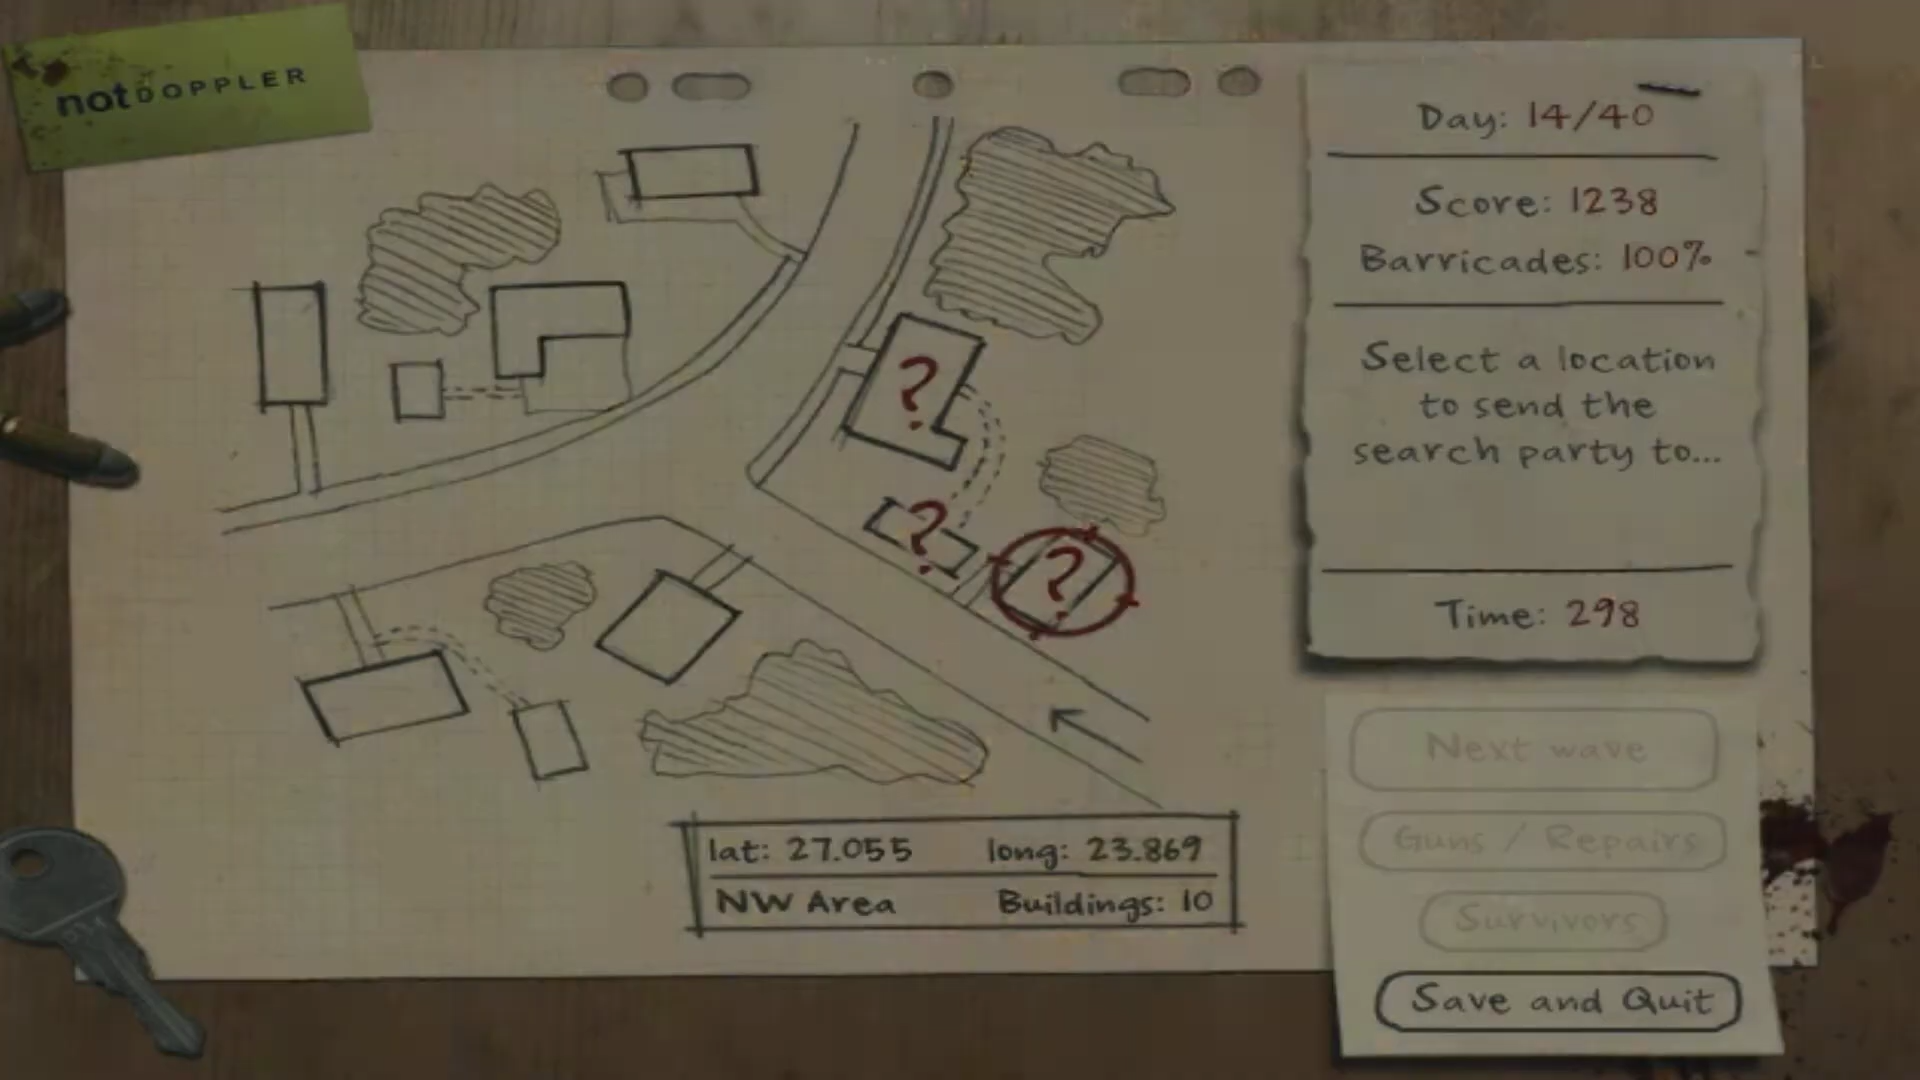 notDOPPLER
Day: 14/40
Score: 1238
Barricades: 100%
Select a location
to send the
search party to...
Time: 298
?
?
?
Next wave
Guns / Repairs
Survivors
Save and Quit
lat: 27.055 long: 23.869
NW Area Buildings: 10